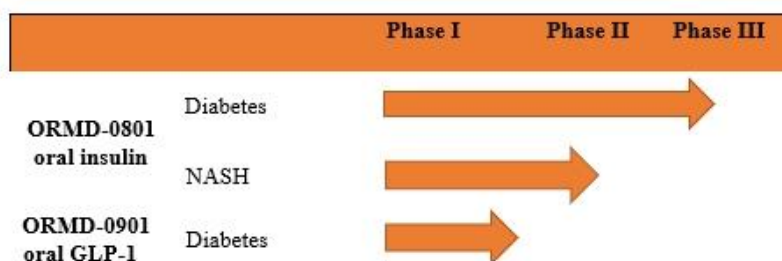 Phase I Phase II Phase III
Diabetes
ORMD-0801
oral insulin
NASH
ORMD-0901
oral GLP-1
Diabetes